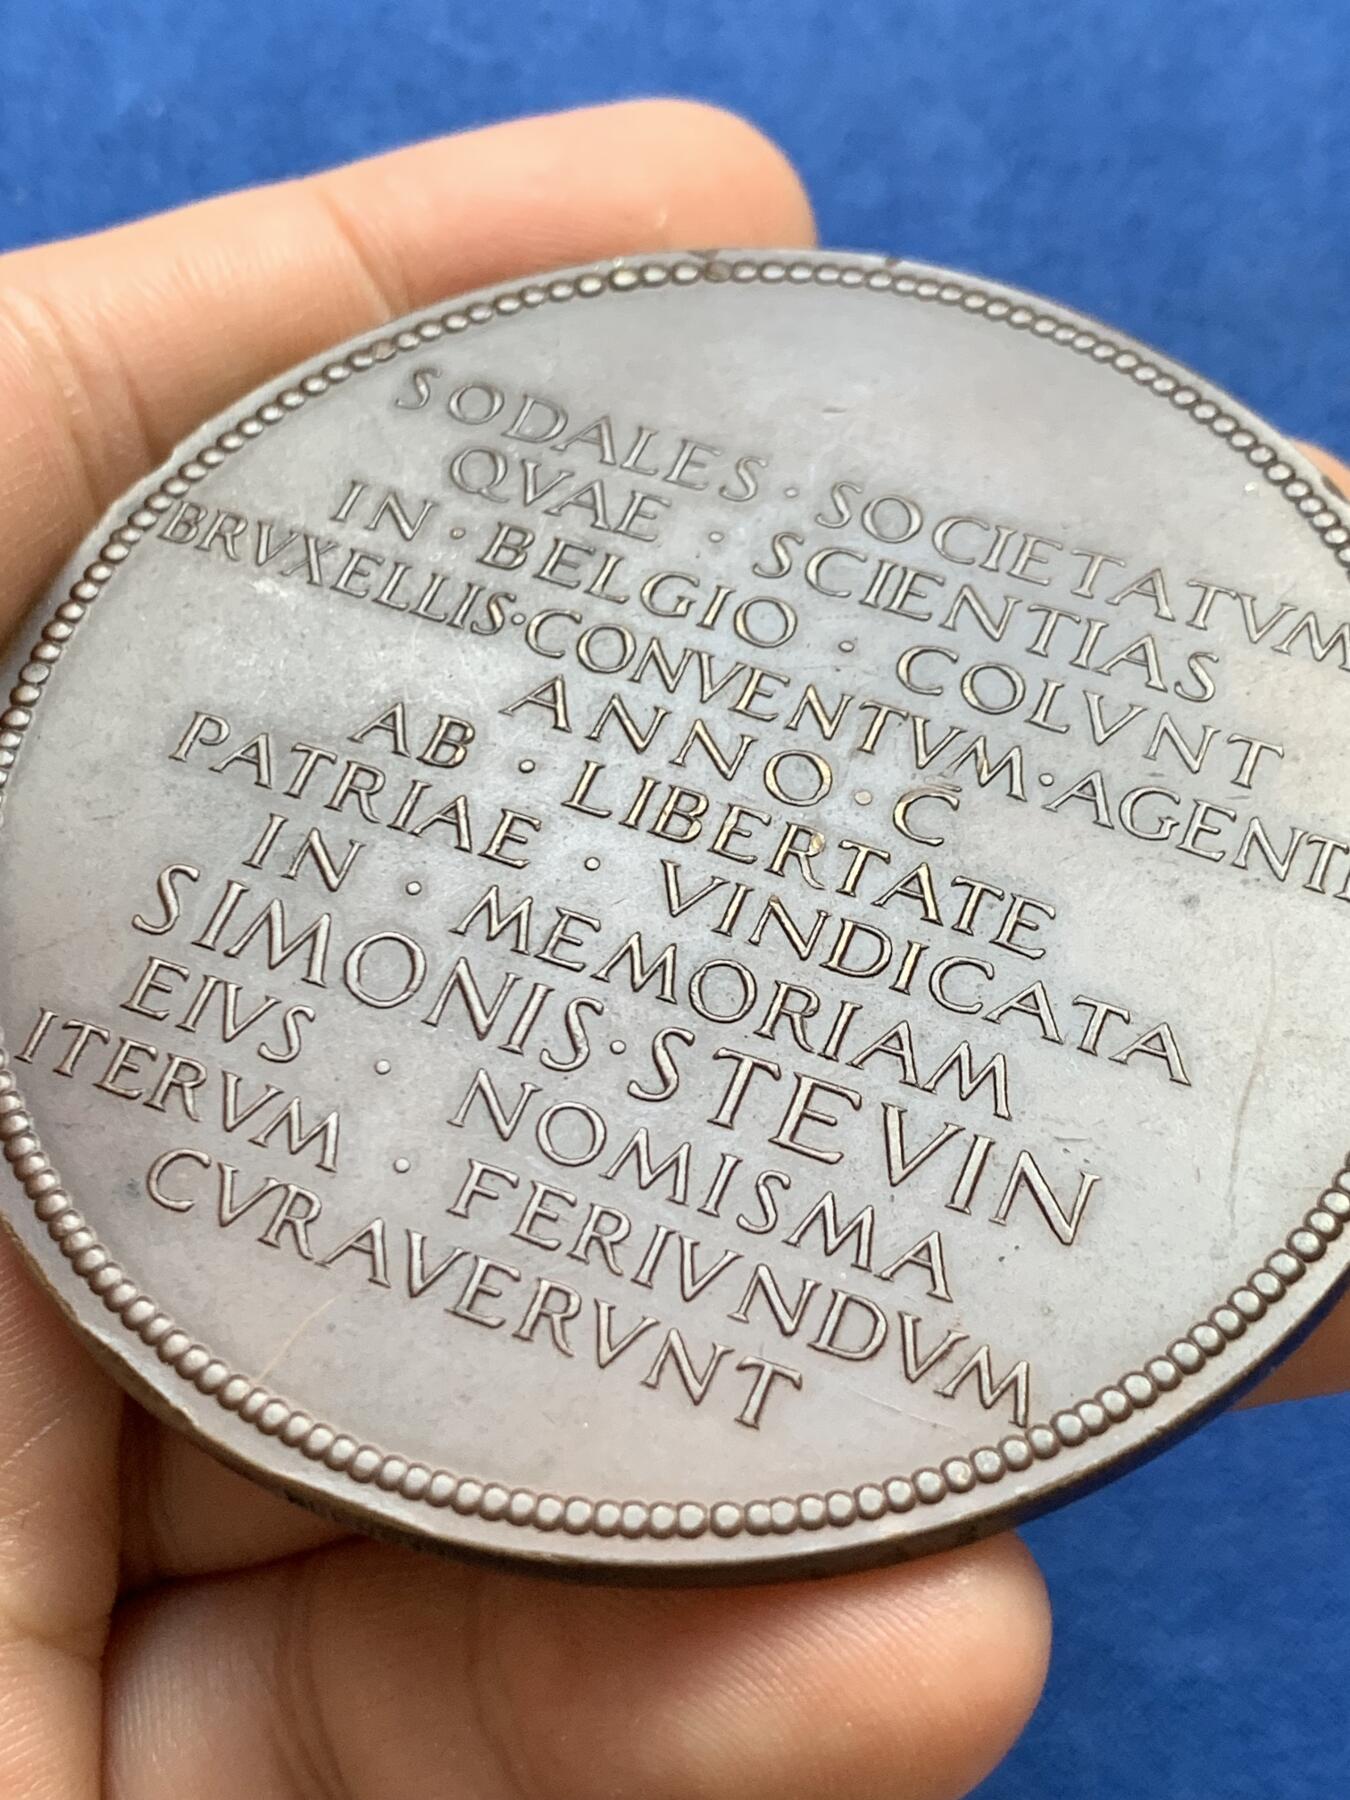 SODALES · SOCIETATVM
QVAE · SCIENTIAS
IN · BELGIO · COLVNT
BRVXELLIS · CONVENTVM · AGENT
ANNO · C̅
AB · LIBERTATE
PATRIAE · VINDICATA
IN · MEMORIAM
SIMONIS · STEVIN
EIVS · NOMISMA
ITERVM · FERIVNDVM
CVRAVERVNT